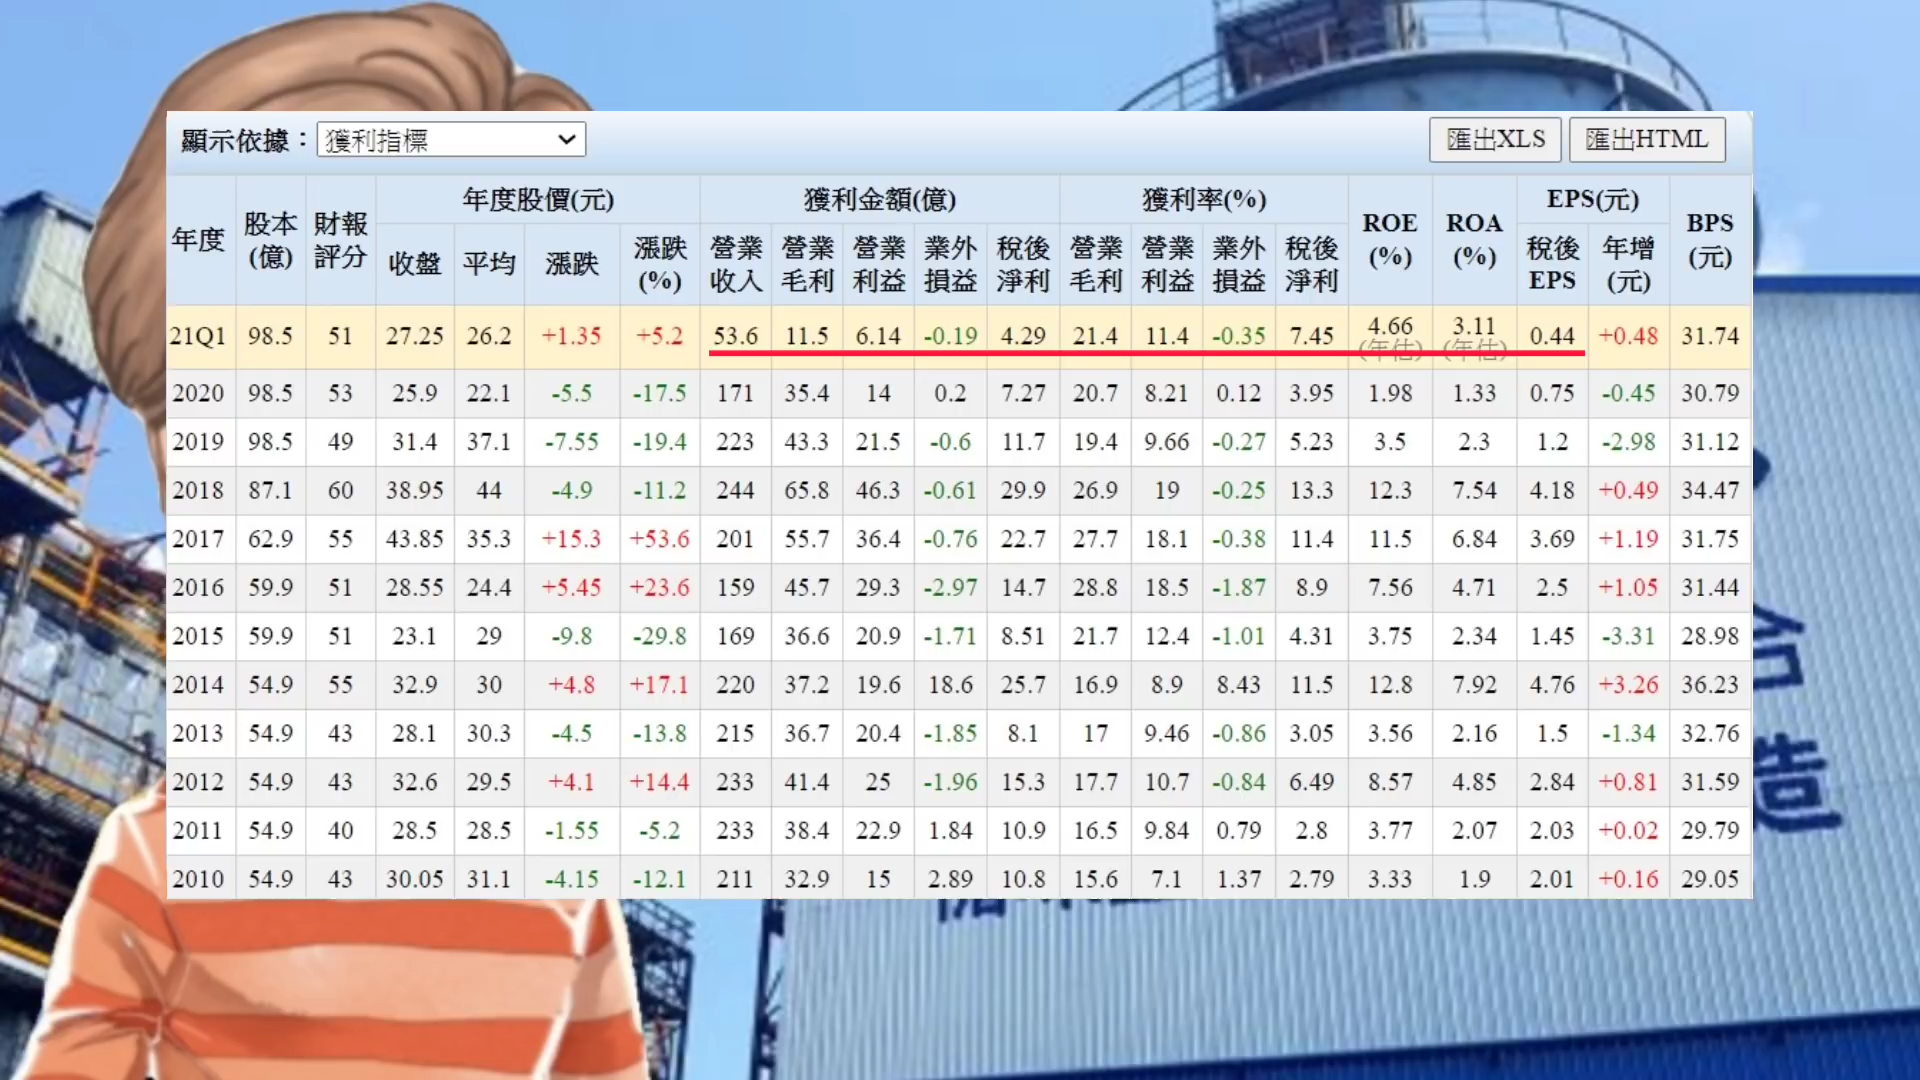 顯示依據： 獲利指標 匯出XLS 匯出HTML
年度 股本(億) 財報評分 年度股價(元) 獲利金額(億) 獲利率(%) ROE(%) ROA(%) EPS(元) BPS(元)
收盤 平均 漲跌 漲跌(%) 營業收入 營業毛利 營業利益 業外損益 稅後淨利 營業毛利 營業利益 業外損益 稅後淨利 稅後EPS 年增(元)
21Q1 98.5 51 27.25 26.2 +1.35 +5.2 53.6 11.5 6.14 -0.19 4.29 21.4 11.4 -0.35 7.45 4.66 (年估) 3.11 (年估) 0.44 +0.48 31.74
2020 98.5 53 25.9 22.1 -5.5 -17.5 171 35.4 14 0.2 7.27 20.7 8.21 0.12 3.95 1.98 1.33 0.75 -0.45 30.79
2019 98.5 49 31.4 37.1 -7.55 -19.4 223 43.3 21.5 -0.6 11.7 19.4 9.66 -0.27 5.23 3.5 2.3 1.2 -2.98 31.12
2018 87.1 60 38.95 44 -4.9 -11.2 244 65.8 46.3 -0.61 29.9 26.9 19 -0.25 13.3 12.3 7.54 4.18 +0.49 34.47
2017 62.9 55 43.85 35.3 +15.3 +53.6 201 55.7 36.4 -0.76 22.7 27.7 18.1 -0.38 11.4 11.5 6.84 3.69 +1.19 31.75
2016 59.9 51 28.55 24.4 +5.45 +23.6 159 45.7 29.3 -2.97 14.7 28.8 18.5 -1.87 8.9 7.56 4.71 2.5 +1.05 31.44
2015 59.9 51 23.1 29 -9.8 -29.8 169 36.6 20.9 -1.71 8.51 21.7 12.4 -1.01 4.31 3.75 2.34 1.45 -3.31 28.98
2014 54.9 55 32.9 30 +4.8 +17.1 220 37.2 19.6 18.6 25.7 16.9 8.9 8.43 11.5 12.8 7.92 4.76 +3.26 36.23
2013 54.9 43 28.1 30.3 -4.5 -13.8 215 36.7 20.4 -1.85 8.1 17 9.46 -0.86 3.05 3.56 2.16 1.5 -1.34 32.76
2012 54.9 43 32.6 29.5 +4.1 +14.4 233 41.4 25 -1.96 15.3 17.7 10.7 -0.84 6.49 8.57 4.85 2.84 +0.81 31.59
2011 54.9 40 28.5 28.5 -1.55 -5.2 233 38.4 22.9 1.84 10.9 16.5 9.84 0.79 2.8 3.77 2.07 2.03 +0.02 29.79
2010 54.9 43 30.05 31.1 -4.15 -12.1 211 32.9 15 2.89 10.8 15.6 7.1 1.37 2.79 3.33 1.9 2.01 +0.16 29.05
合
造